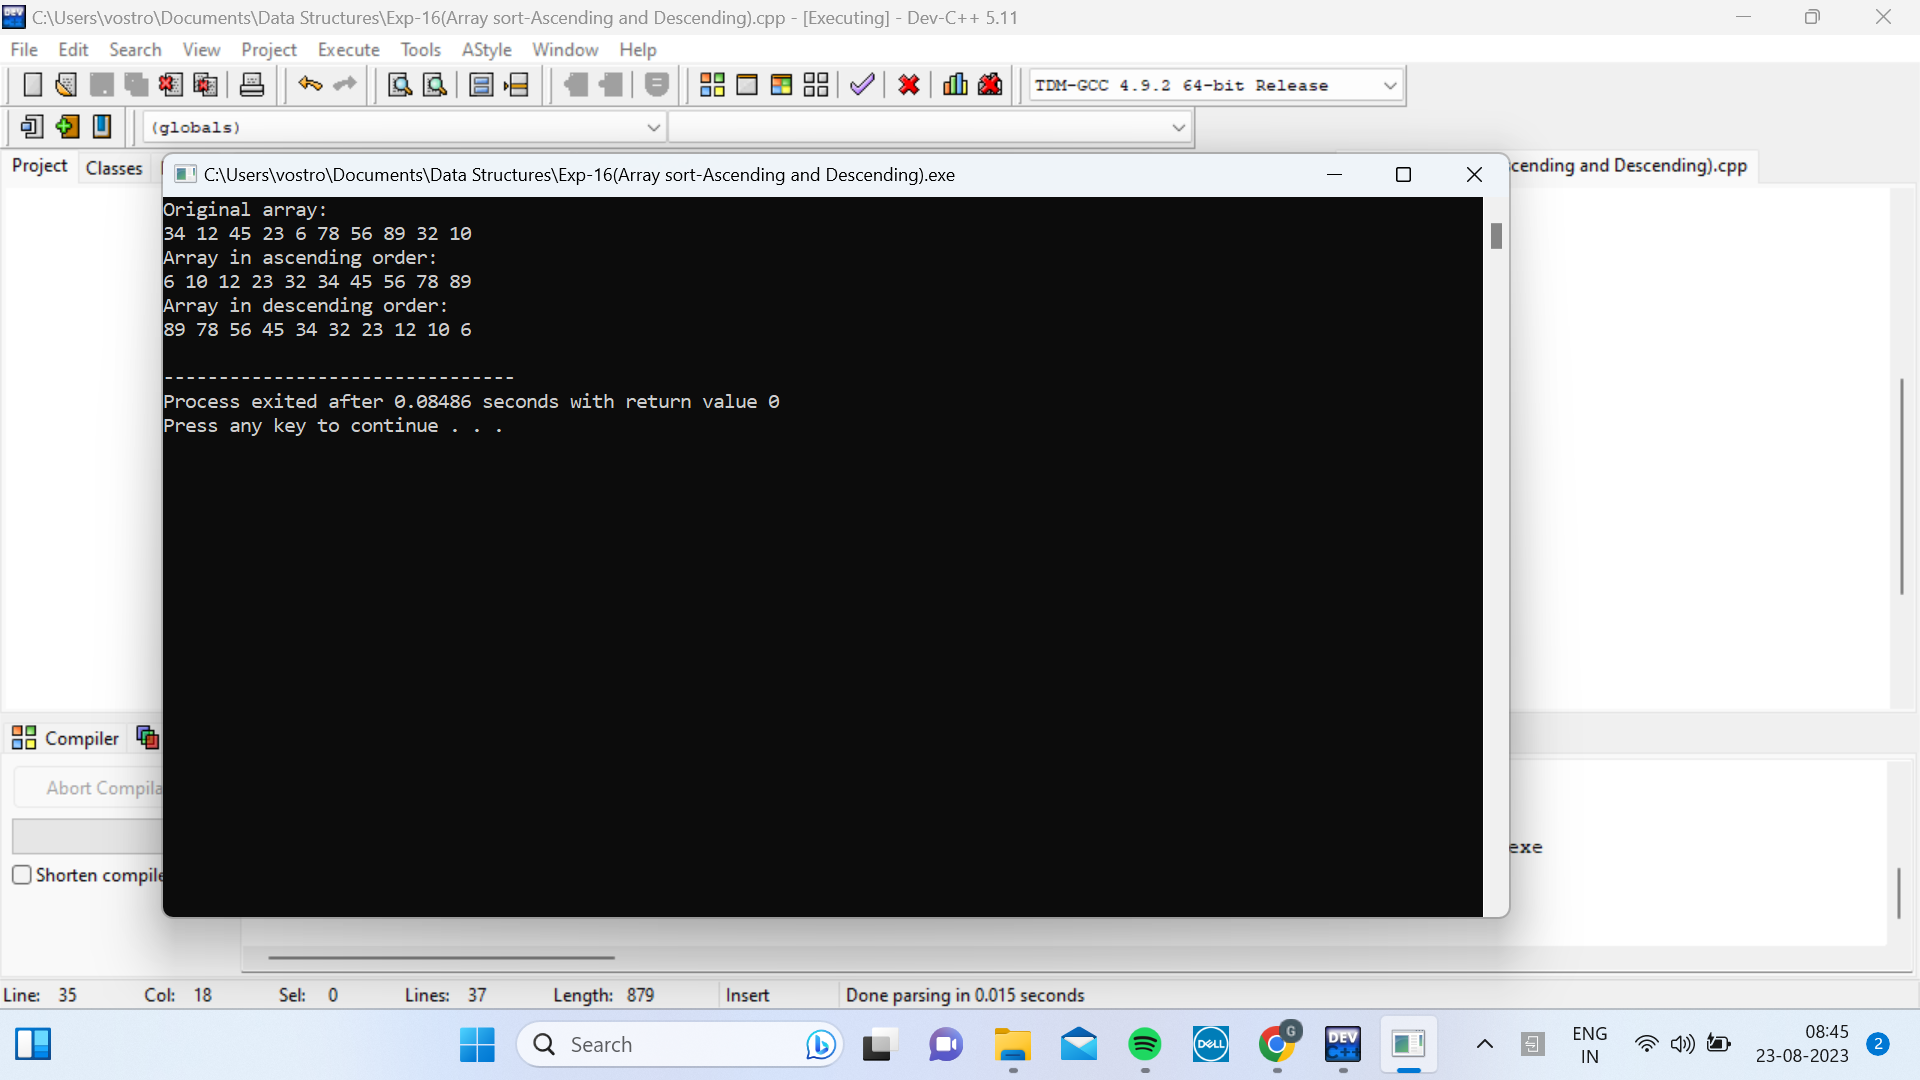 C:\Users\vostro\Documents\Data Structures\Exp-16(Array sort-Ascending and Descending).cpp - [Executing] - Dev-C++ 5.11
File Edit Search View Project Execute Tools AStyle Window Help
TDM-GCC 4.9.2 64-bit Release
(globals)
Project Classes
cending and Descending).cpp
C:\Users\vostro\Documents\Data Structures\Exp-16(Array sort-Ascending and Descending).exe
Original array:
34 12 45 23 6 78 56 89 32 10
Array in ascending order:
6 10 12 23 32 34 45 56 78 89
Array in descending order:
89 78 56 45 34 32 23 12 10 6
--------------------------------
Process exited after 0.08486 seconds with return value 0
Press any key to continue . . .
Compiler
Abort Compila
exe
Shorten compile
Line: 35 Col: 18 Sel: 0 Lines: 37 Length: 879 Insert Done parsing in 0.015 seconds
Search
DELL
G
DEV
C++
ENG
IN
08:45
23-08-2023
2